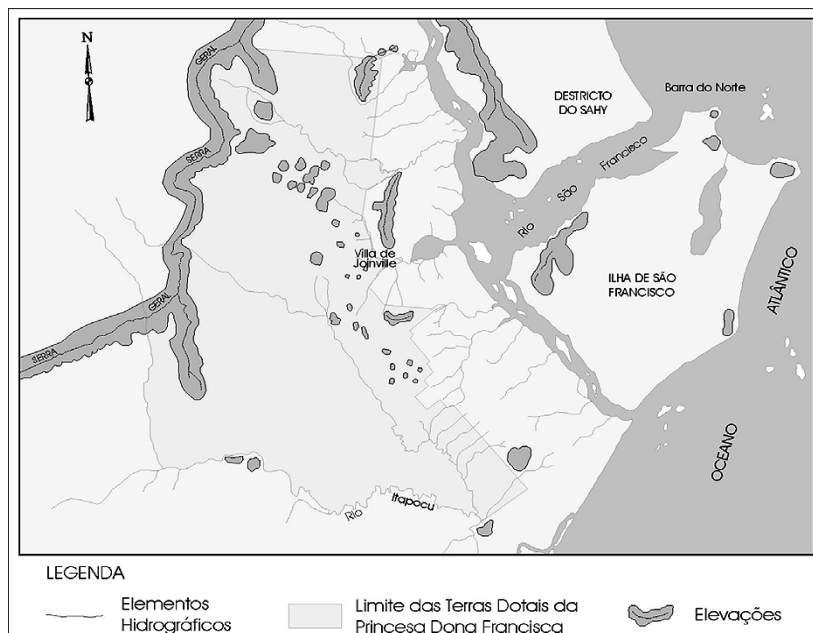 N
GERAL
SERRA
DESTRICTO
DO SAHY
Barra do Norte
Rio São Francisco
Villa de
Joinville
ILHA DE SÃO
FRANCISCO
ATLÂNTICO
OCEANO
SERRA GERAL
Rio Itapocu
LEGENDA
Elementos
Hidrográficos
Limite das Terras Dotais da
Princesa Dona Francisca
Elevações